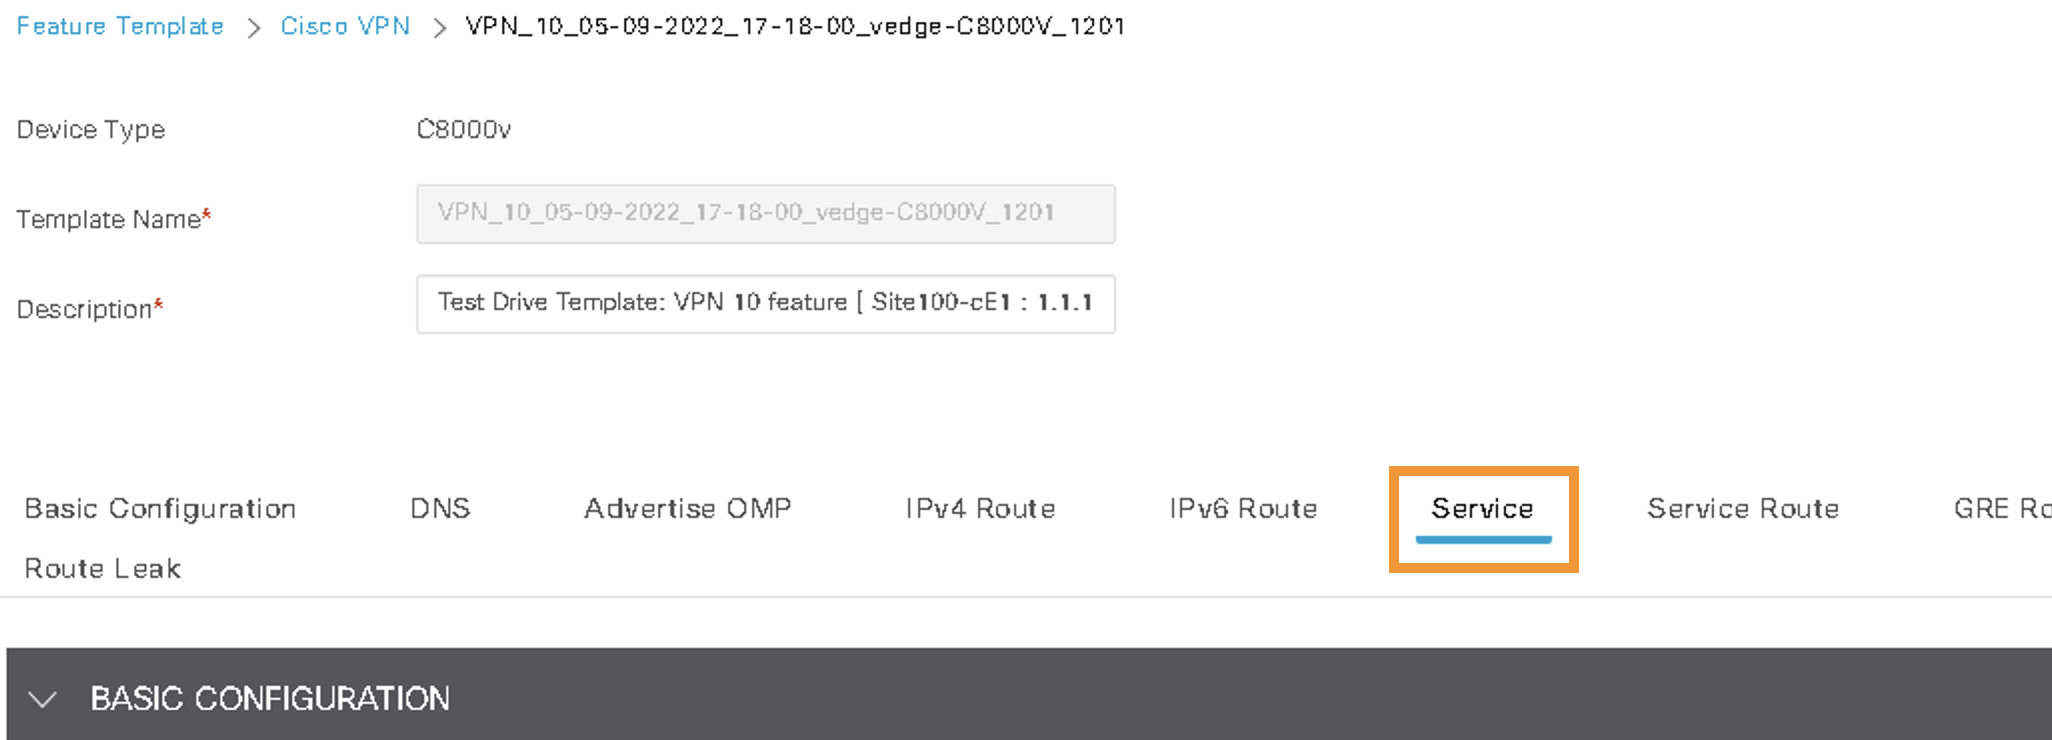 Feature Template > Cisco VPN > VPN_10_05-09-2022_17-18-00_vedge-C8000V_1201
Device Type C8000v
Template Name* VPN_10_05-09-2022_17-18-00_vedge-C8000V_1201
Description* Test Drive Template: VPN 10 feature [ Site100-cE1 : 1.1.1
Basic Configuration DNS Advertise OMP IPv4 Route IPv6 Route Service Service Route GRE Ro
Route Leak
BASIC CONFIGURATION